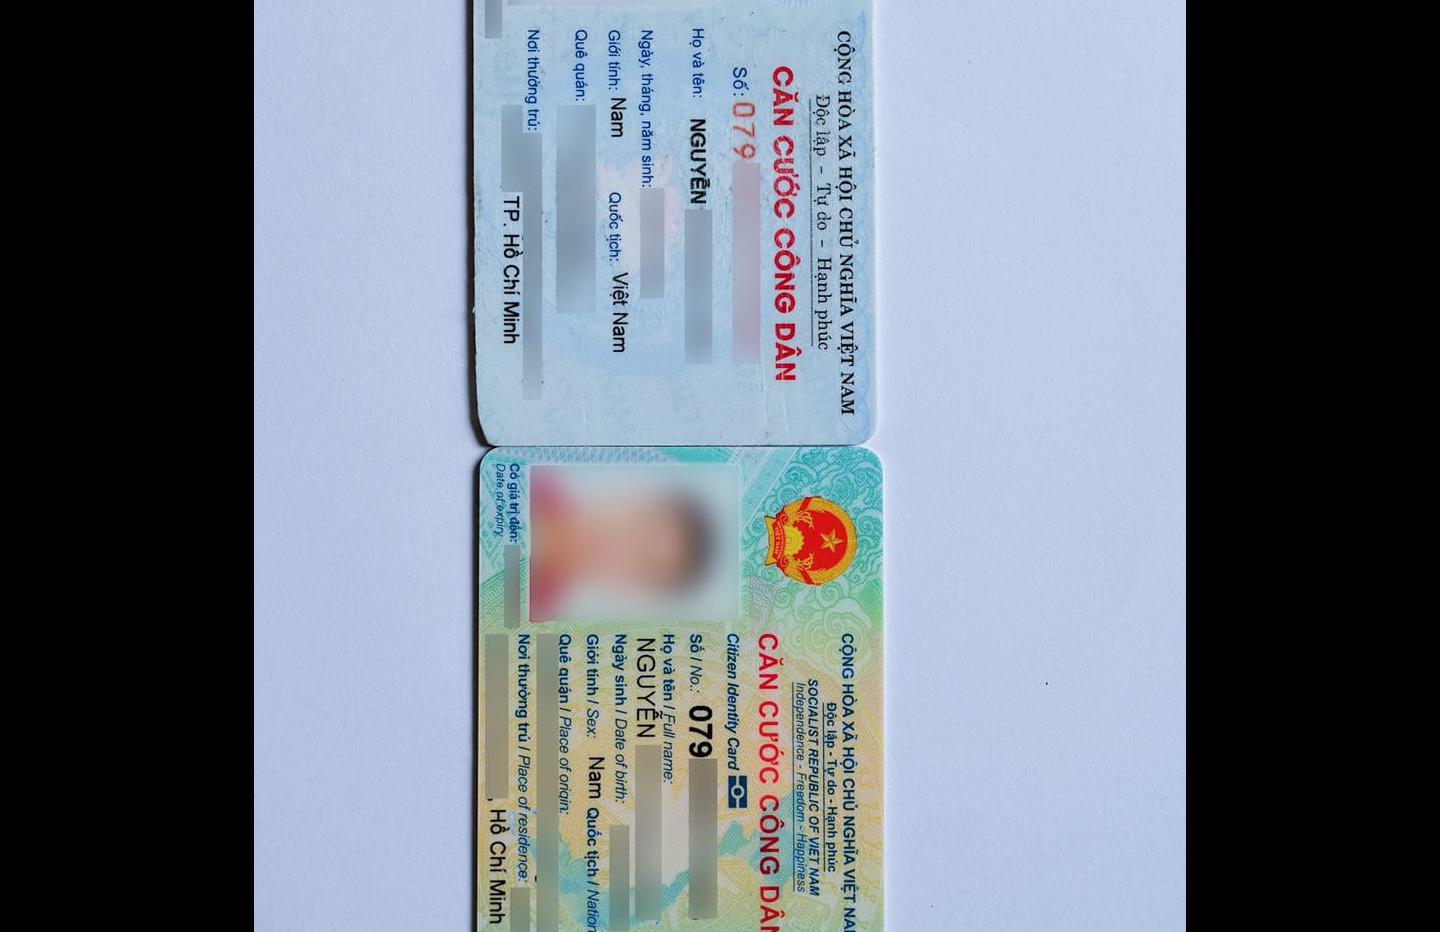 CỘNG HÒA XÃ HỘI CHỦ NGHĨA VIỆT NAM
Độc lập - Tự do - Hạnh phúc
CĂN CƯỚC CÔNG DÂN
Số: 079
Họ và tên: NGUYỄN
Ngày, tháng, năm sinh:
Giới tính: Nam Quốc tịch: Việt Nam
Quê quán:
Nơi thường trú:
TP. Hồ Chí Minh
CỘNG HÒA XÃ HỘI CHỦ NGHĨA VIỆT NAM
Độc lập - Tự do - Hạnh phúc
SOCIALIST REPUBLIC OF VIET NAM
Independence - Freedom - Happiness
CĂN CƯỚC CÔNG DÂN
Citizen Identity Card
Số / No.: 079
Họ và tên / Full name:
NGUYỄN
Ngày sinh / Date of birth:
Giới tính / Sex: Nam Quốc tịch /
Quê quán / Place of origin:
Nơi thường trú / Place of residence:
, Hồ Chí Minh
Có giá trị đến:
Date of expiry